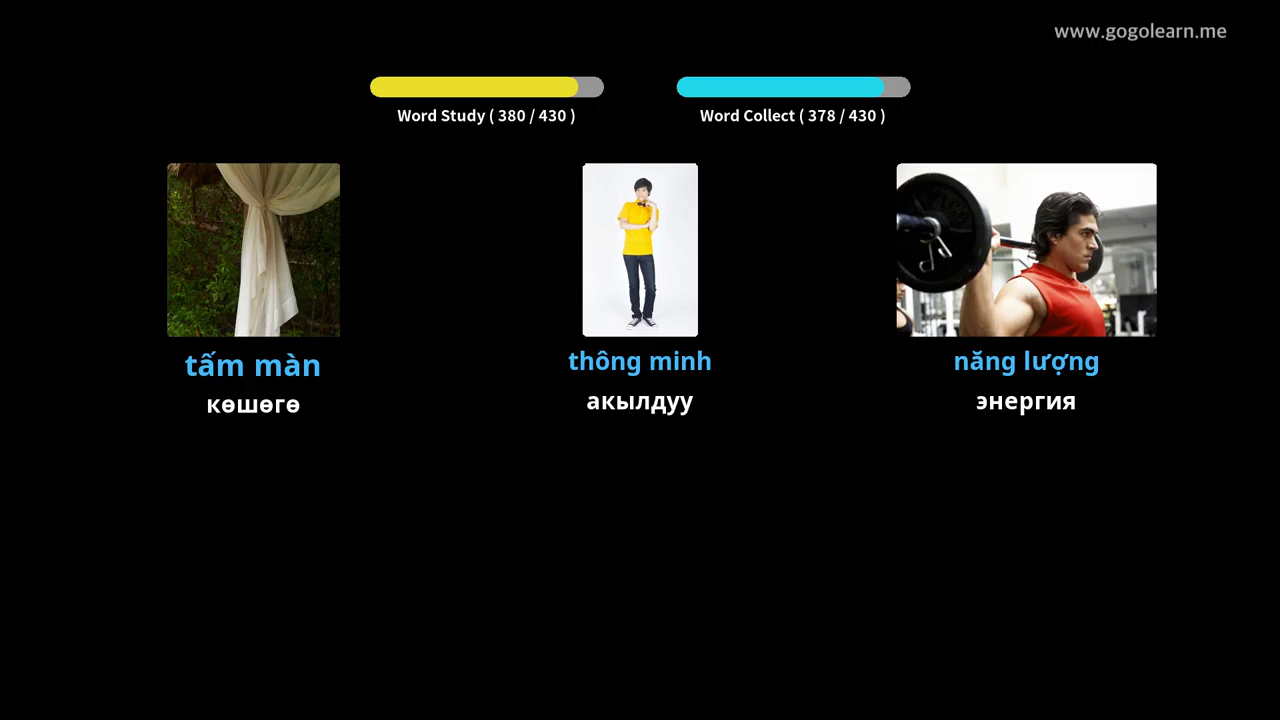 www.gogolearn.me
Word Study ( 380 / 430 )
Word Collect ( 378 / 430 )
tấm màn
көшөгө
thông minh
акылдуу
năng lượng
энергия